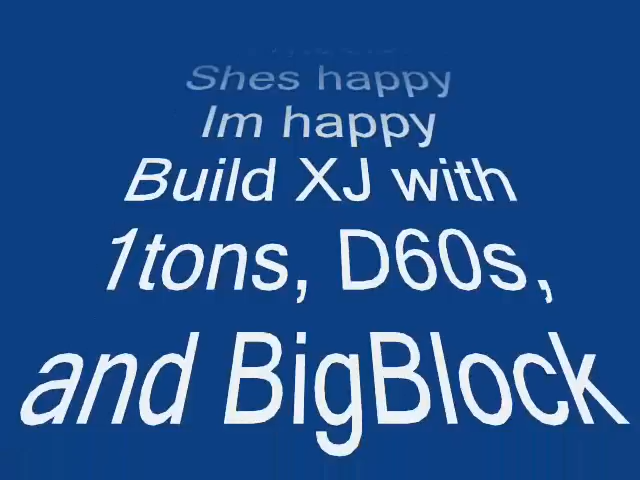 Shes happy
Im happy
Build XJ with
1tons, D60s,
and BigBlock